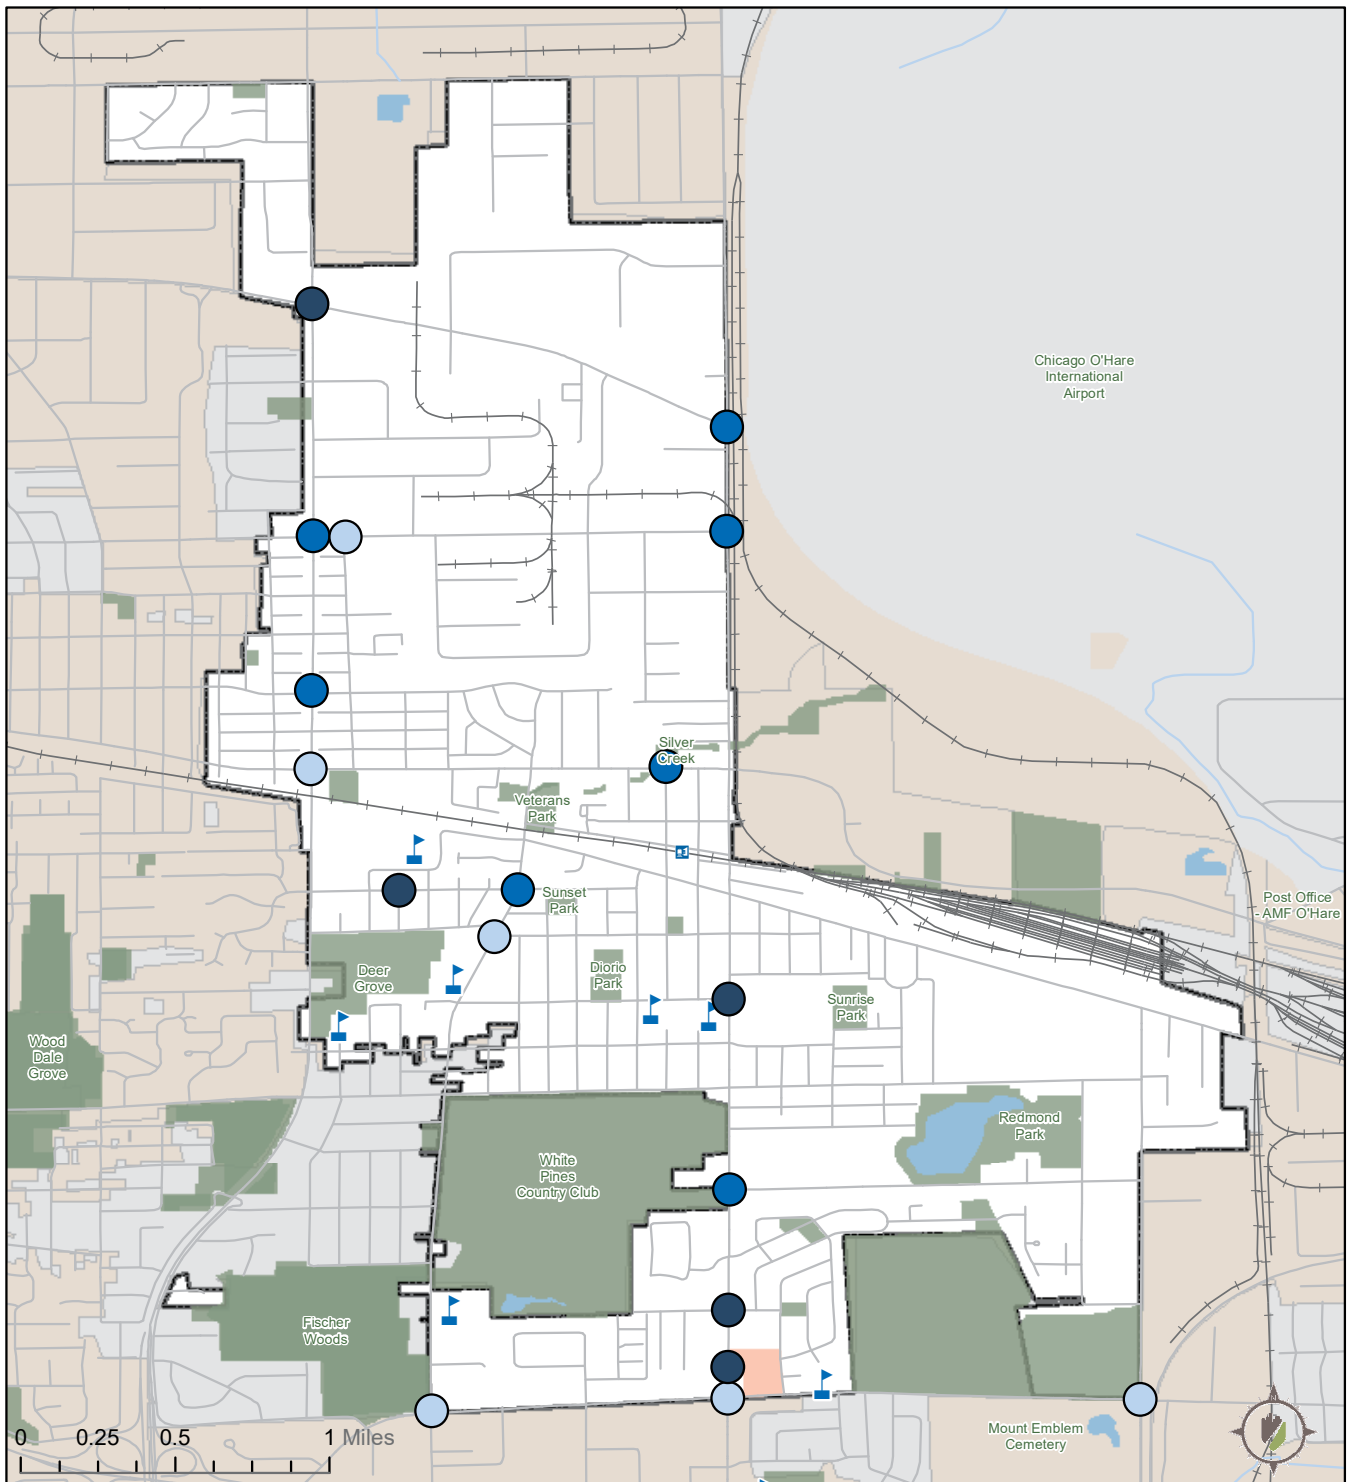 Chicago O'Hare
International
Airport
Silver
Creek
Veterans
Park
Sunset
Park
Post Office
- AMF O'Hare
Deer
Grove
Diorio
Park
Sunrise
Park
Wood
Dale
Grove
Redmond
Park
White
Pines
Country Club
Fischer
Woods
Mount Emblem
Cemetery
0 0.25 0.5 1 Miles